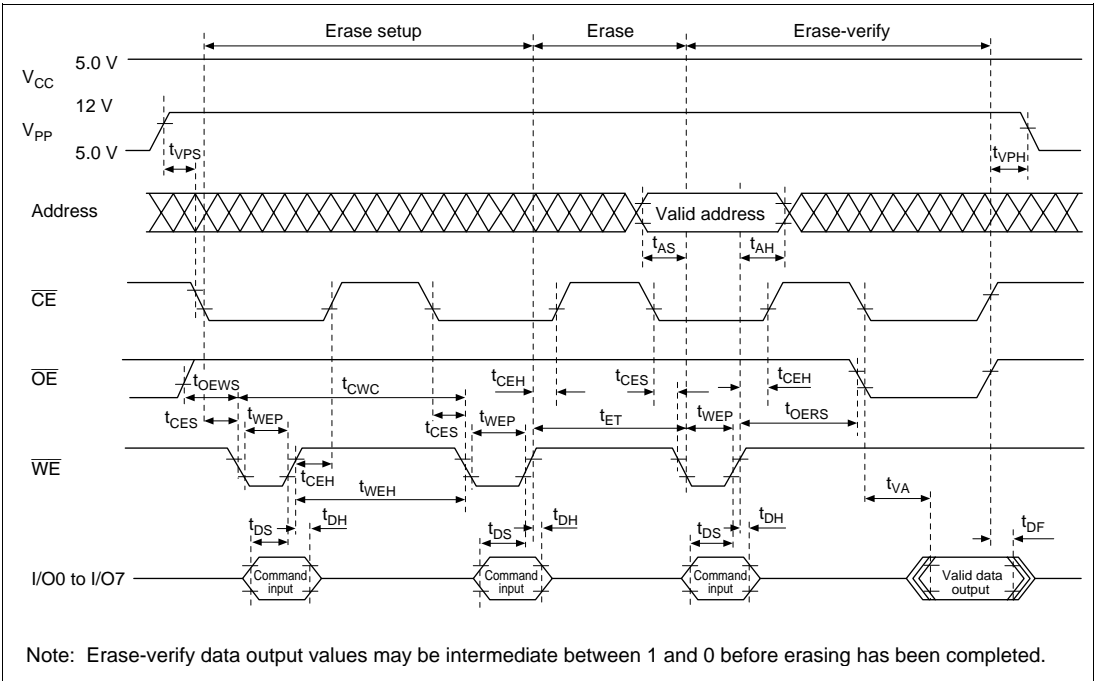 Erase setup Erase Erase-verify
5.0 V
VCC
12 V
VPP
5.0 V
tVPS tVPH
Address Valid address
tAS tAH
CE
OE
tOEWS tCWC tCEH tCES tCEH
tCES tWEP tCES tWEP tET tWEP tOERS
WE
tCEH tWEH tVA
tDS tDH tDS tDH tDS tDH tDF
I/O0 to I/O7 Command input Command input Command input Valid data output
Note: Erase-verify data output values may be intermediate between 1 and 0 before erasing has been completed.